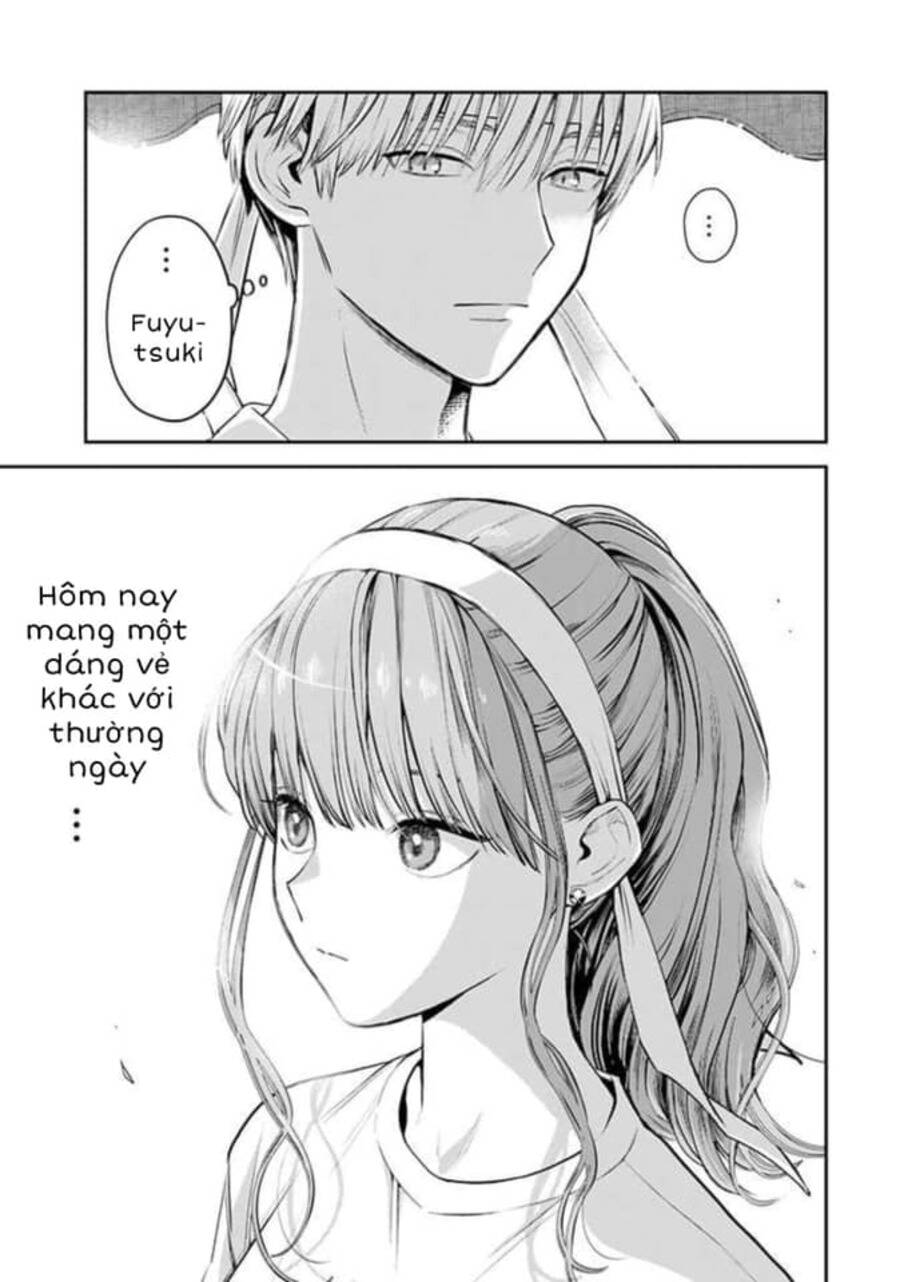 ⋮
⋮
Fuyu-
tsuki
Hôm nay
mang một
dáng vẻ
khác với
thường
ngày
⋮